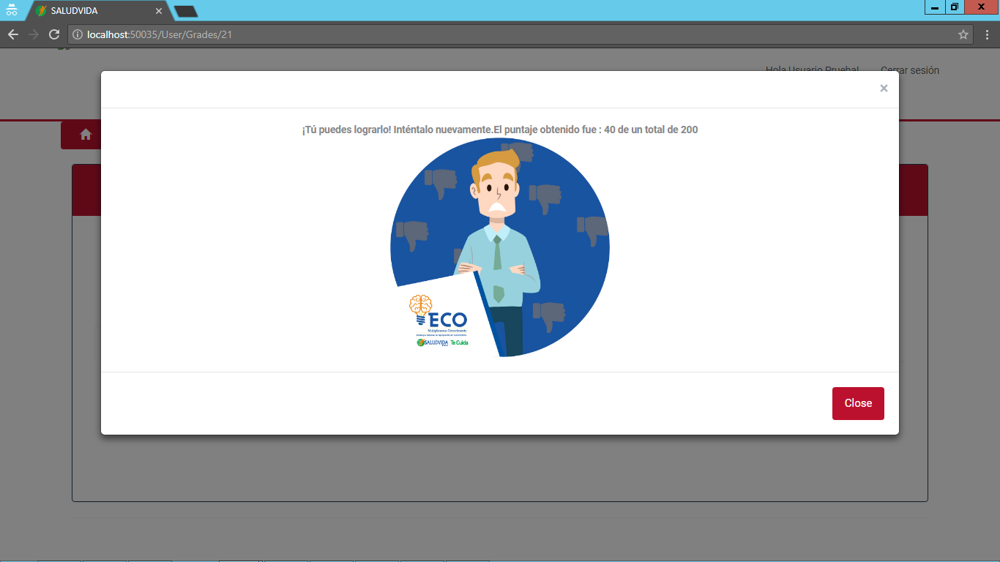 SALUDVIDA
localhost:50035/User/Grades/21
Hola Usuario Prueba! Cerrar sesión
×
¡Tú puedes lograrlo! Inténtalo nuevamente.El puntaje obtenido fue : 40 de un total de 200
ECO
Multiplicamos Conocimiento
SALUDVIDA Te Cuida
Close